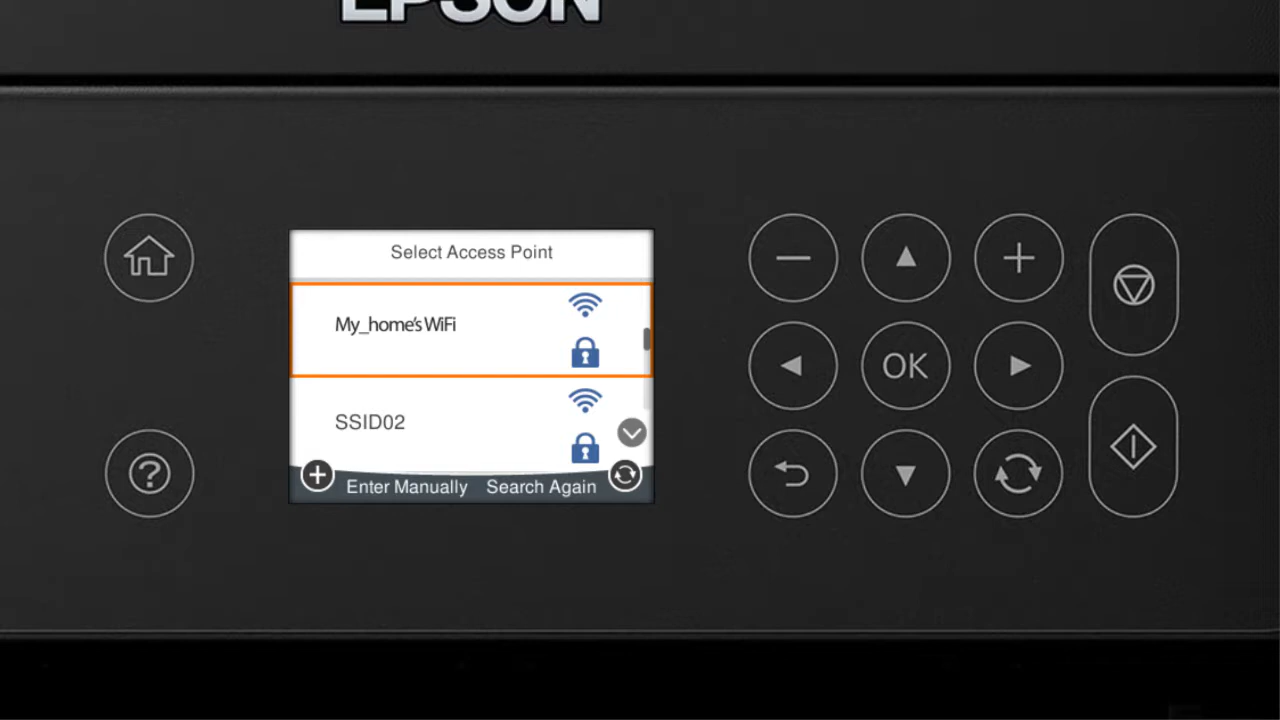 EPSON
Select Access Point
My_home's WiFi
SSID02
OK
Enter Manually
Search Again